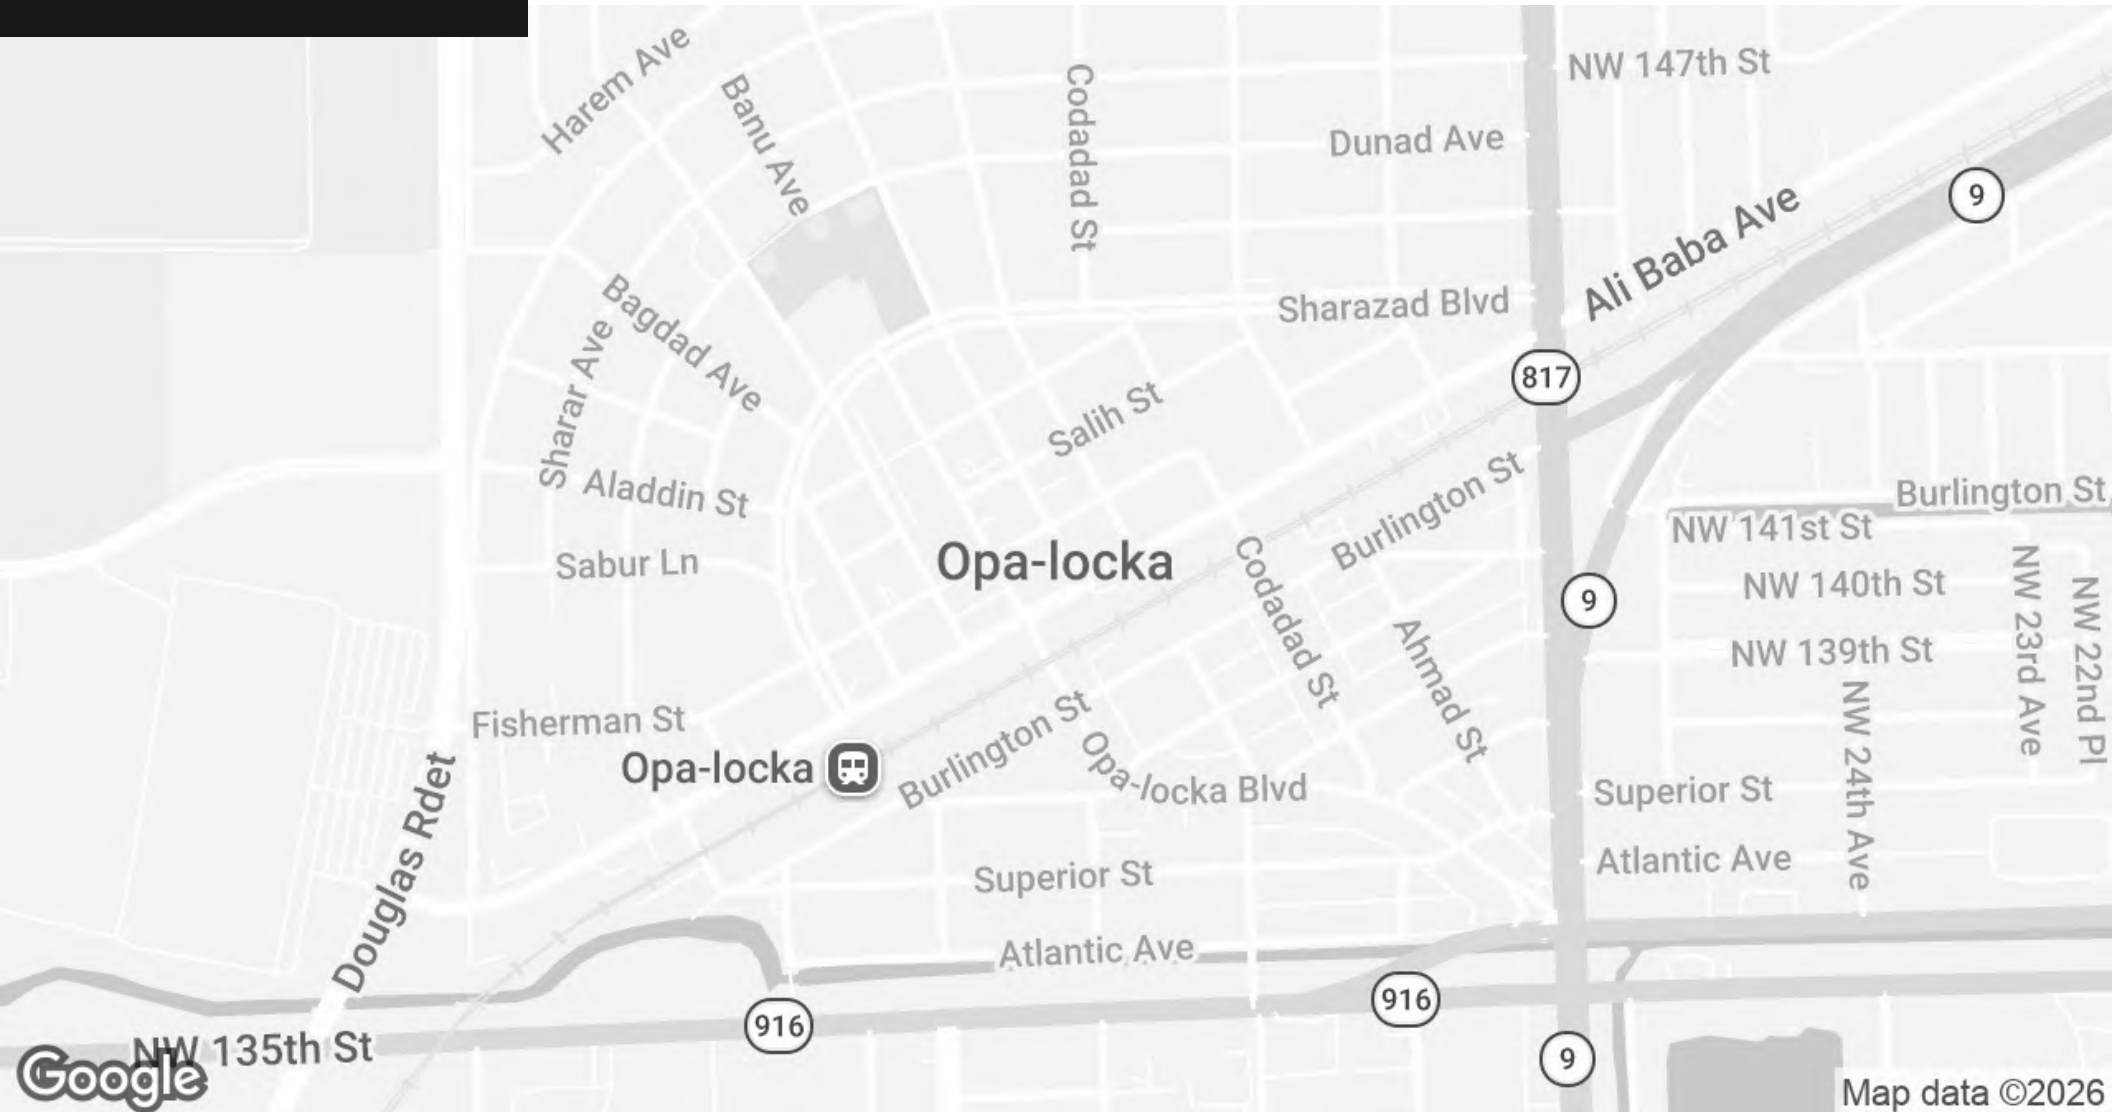 Harem Ave
Banu Ave
Codadad St
NW 147th St
Dunad Ave
9
Ali Baba Ave
Bagdad Ave
Sharazad Blvd
Sharar Ave
817
Salih St
Aladdin St
Burlington St
Burlington St
NW 141st St
Sabur Ln
Opa-locka
Codadad St
9
NW 140th St
NW 23rd Ave
NW 22nd Pl
Ahmad St
NW 139th St
Fisherman St
Opa-locka
Burlington St
Opa-locka Blvd
NW 24th Ave
Superior St
Douglas Rdet
Superior St
Atlantic Ave
Atlantic Ave
916
916
NW 135th St
9
Google
Map data ©2026